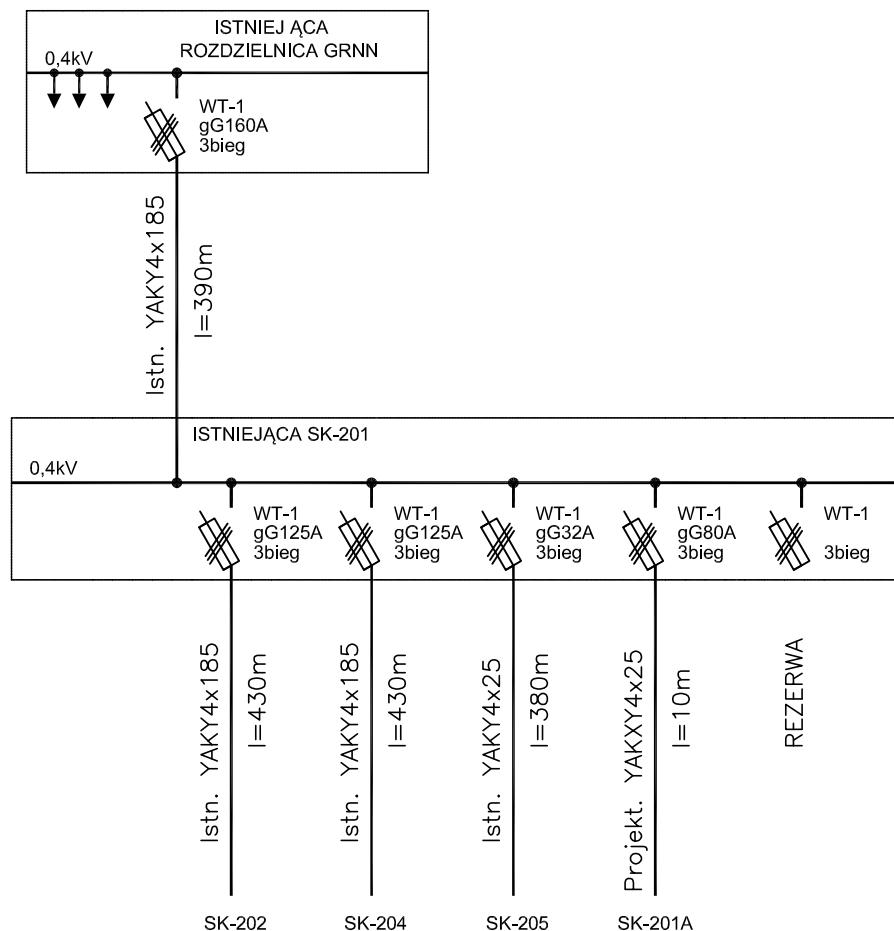 ISTNIEJ ĄCA
ROZDZIELNICA GRNN
0,4kV
WT-1
gG160A
3bieg
Istn. YAKY4x185
l=390m
ISTNIEJĄCA SK-201
0,4kV
WT-1
gG125A
3bieg
WT-1
gG125A
3bieg
WT-1
gG32A
3bieg
WT-1
gG80A
3bieg
WT-1
3bieg
Istn. YAKY4x185
l=430m
Istn. YAKY4x185
l=430m
Istn. YAKY4x25
l=380m
Projekt. YAKXY4x25
l=10m
REZERWA
SK-202
SK-204
SK-205
SK-201A